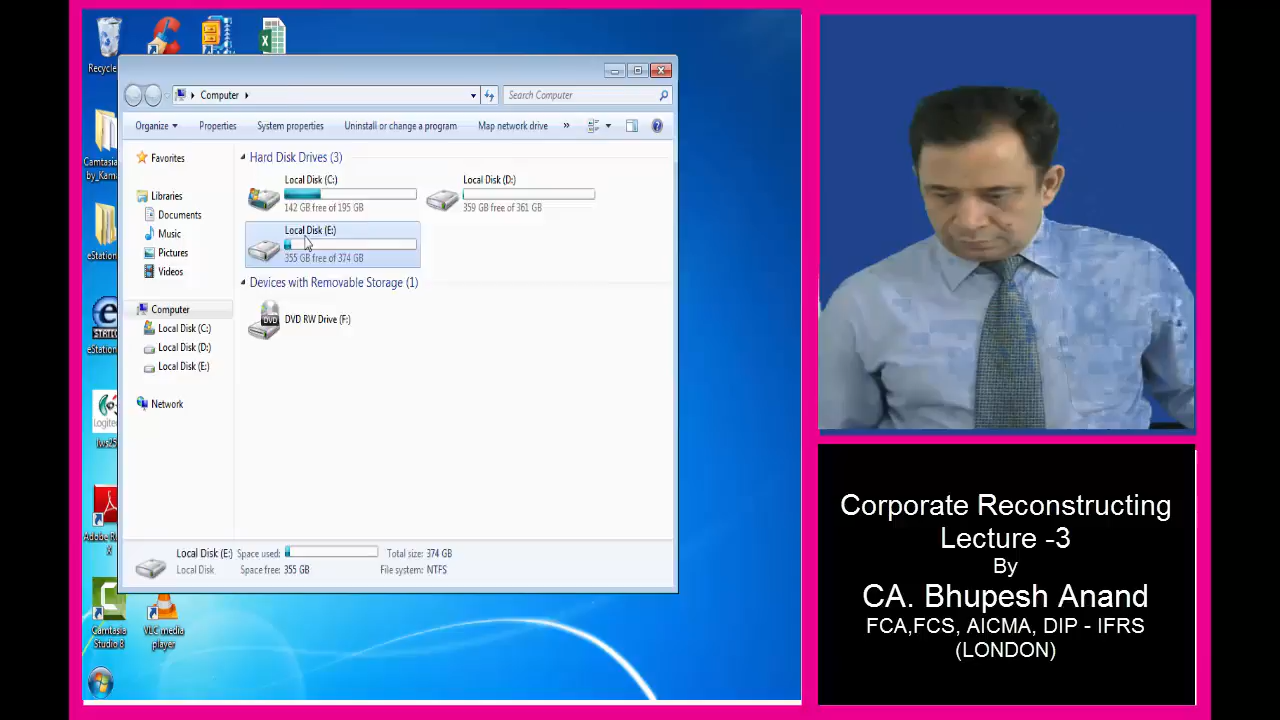 Recycle
Camtasia
by_Kama
eStation
eStation
Adobe R
X
Camtasia
Studio 8
VLC media
player
Computer
Search Computer
Organize
Properties
System properties
Uninstall or change a program
Map network drive
»
Favorites
Libraries
Documents
Music
Pictures
Videos
Computer
Local Disk (C:)
Local Disk (D:)
Local Disk (E:)
Network
Hard Disk Drives (3)
Local Disk (C:)
142 GB free of 195 GB
Local Disk (D:)
359 GB free of 361 GB
Local Disk (E:)
355 GB free of 374 GB
Devices with Removable Storage (1)
DVD
DVD RW Drive (F:)
Local Disk (E:) Space used: Total size: 374 GB
Local Disk Space free: 355 GB File system: NTFS
Corporate Reconstructing
Lecture -3
By
CA. Bhupesh Anand
FCA,FCS, AICMA, DIP - IFRS
(LONDON)